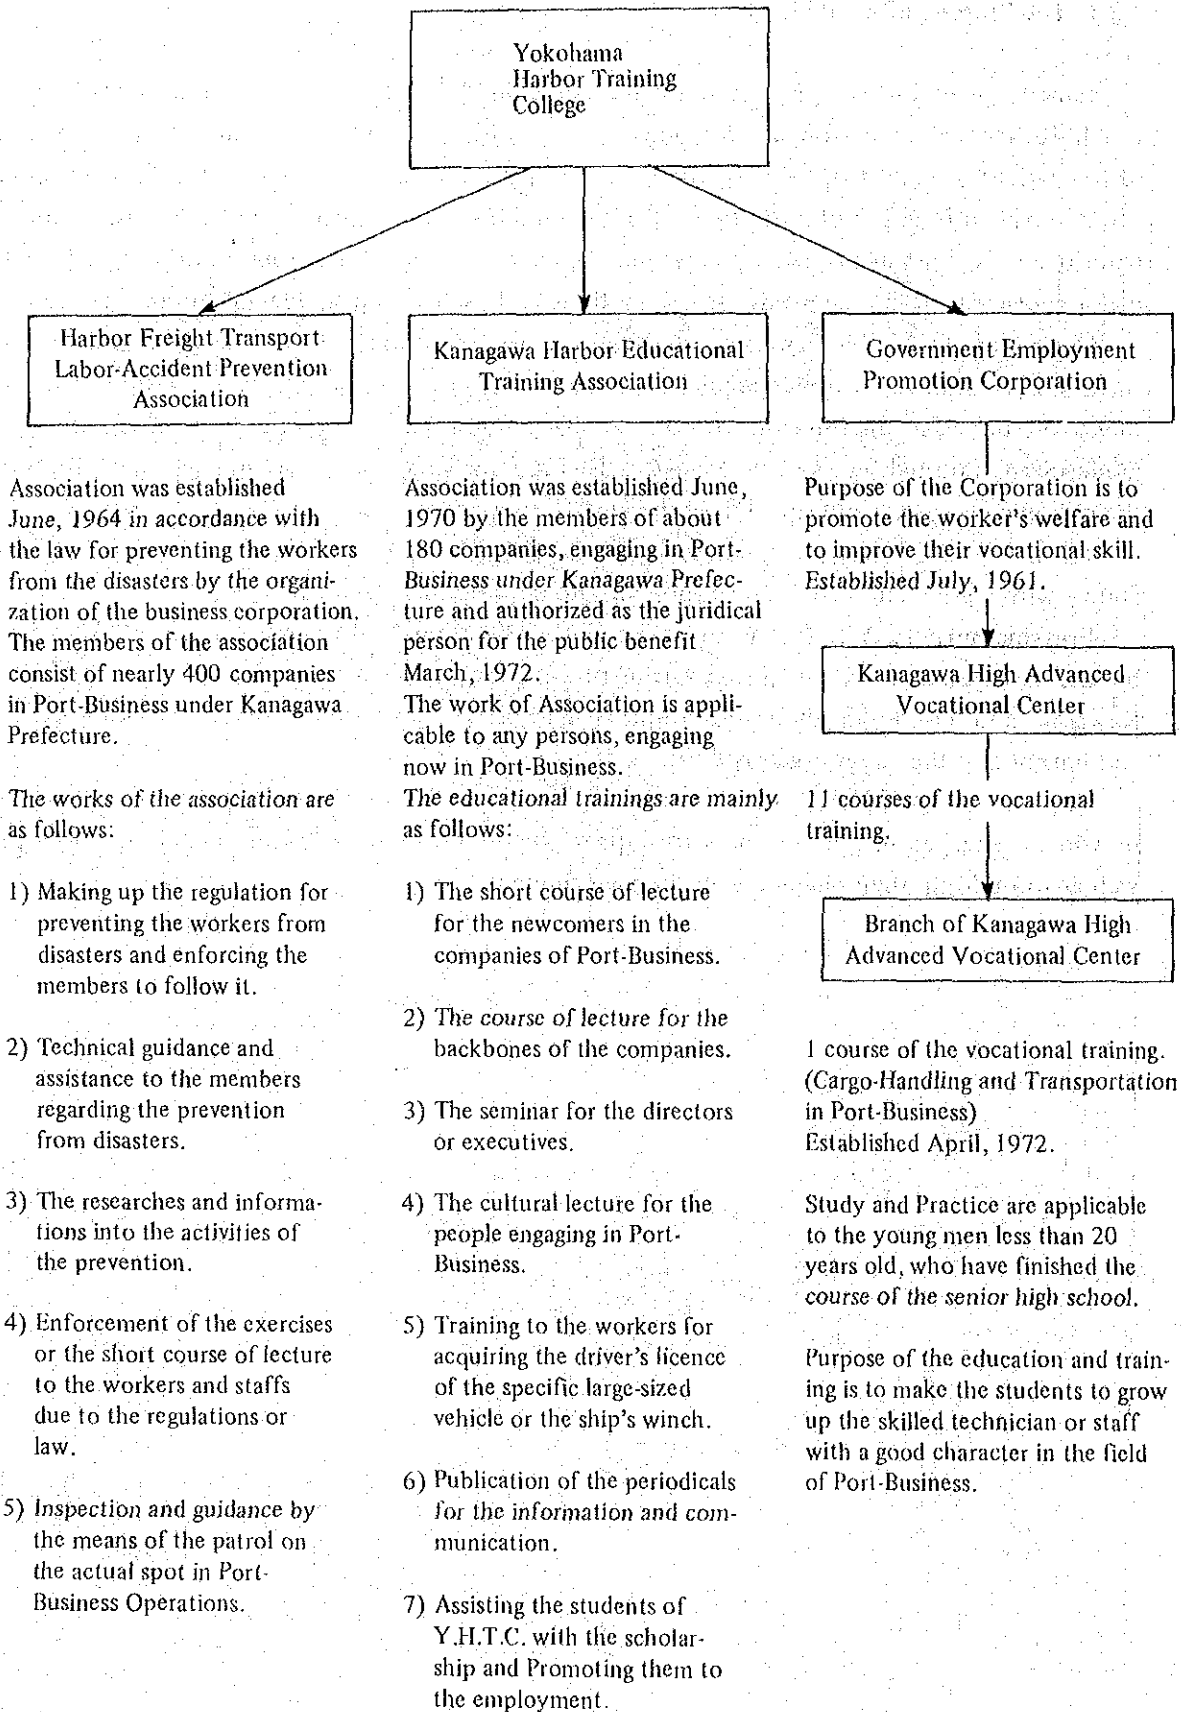 Yokohama
Harbor Training
College
Harbor Freight Transport
Labor-Accident Prevention
Association
Association was established
June, 1964 in accordance with
the law for preventing the workers
from the disasters by the organi-
zation of the business corporation.
The members of the association
consist of nearly 400 companies
in Port-Business under Kanagawa
Prefecture.
The works of the association are
as follows:
1) Making up the regulation for
preventing the workers from
disasters and enforcing the
members to follow it.
2) Technical guidance and
assistance to the members
regarding the prevention
from disasters.
3) The researches and informa-
tions into the activities of
the prevention.
4) Enforcement of the exercises
or the short course of lecture
to the workers and staffs
due to the regulations or
law.
5) Inspection and guidance by
the means of the patrol on
the actual spot in Port-
Business Operations.
Kanagawa Harbor Educational
Training Association
Association was established June,
1970 by the members of about
180 companies, engaging in Port-
Business under Kanagawa Prefec-
ture and authorized as the juridical
person for the public benefit
March, 1972.
The work of Association is appli-
cable to any persons, engaging
now in Port-Business.
The educational trainings are mainly
as follows:
1) The short course of lecture
for the newcomers in the
companies of Port-Business.
2) The course of lecture for the
backbones of the companies.
3) The seminar for the directors
or executives.
4) The cultural lecture for the
people engaging in Port-
Business.
5) Training to the workers for
acquiring the driver's licence
of the specific large-sized
vehicle or the ship's winch.
6) Publication of the periodicals
for the information and com-
munication.
7) Assisting the students of
Y.H.T.C. with the scholar-
ship and Promoting them to
the employment.
Government Employment
Promotion Corporation
Purpose of the Corporation is to
promote the worker's welfare and
to improve their vocational skill.
Established July, 1961.
Kanagawa High Advanced
Vocational Center
11 courses of the vocational
training.
Branch of Kanagawa High
Advanced Vocational Center
1 course of the vocational training.
(Cargo-Handling and Transportation
in Port-Business)
Established April, 1972.
Study and Practice are applicable
to the young men less than 20
years old, who have finished the
course of the senior high school.
Purpose of the education and train-
ing is to make the students to grow
up the skilled technician or staff
with a good character in the field
of Port-Business.